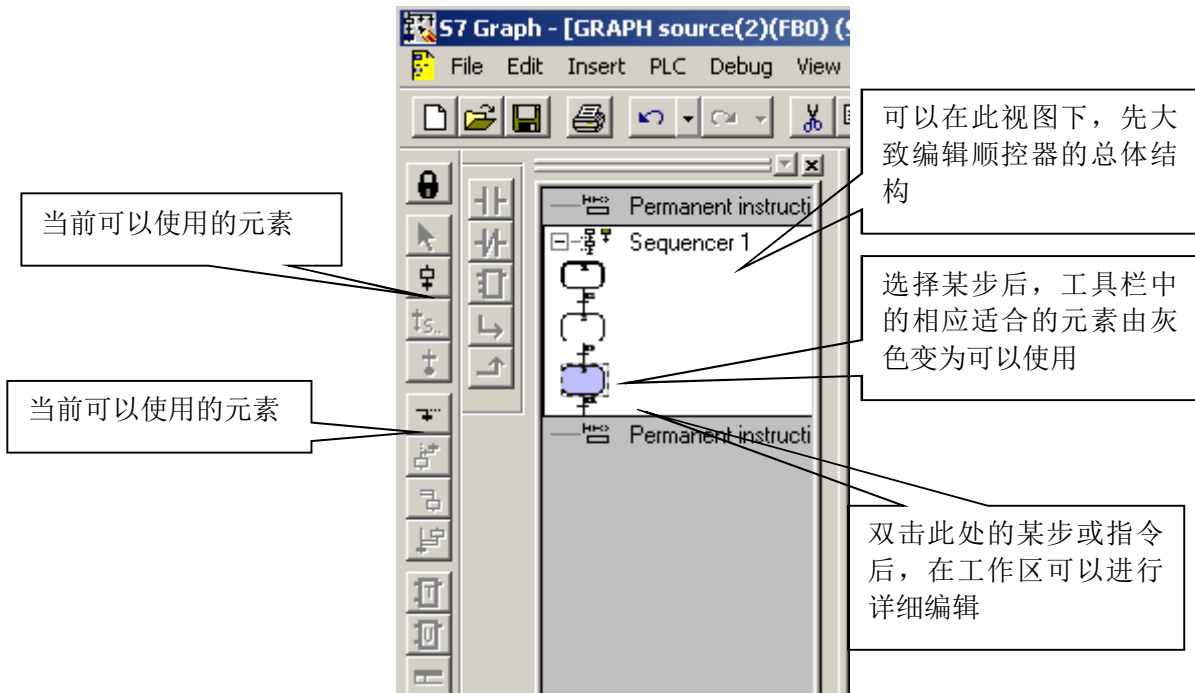 S7 Graph - [GRAPH source(2)(FB0) (
File Edit Insert PLC Debug View
可以在此视图下，先大
致编辑顺控器的总体结
构
当前可以使用的元素
Permanent instructi
Sequencer 1
选择某步后，工具栏中
的相应适合的元素由灰
色变为可以使用
当前可以使用的元素
Permanent instructi
双击此处的某步或指令
后，在工作区可以进行
详细编辑